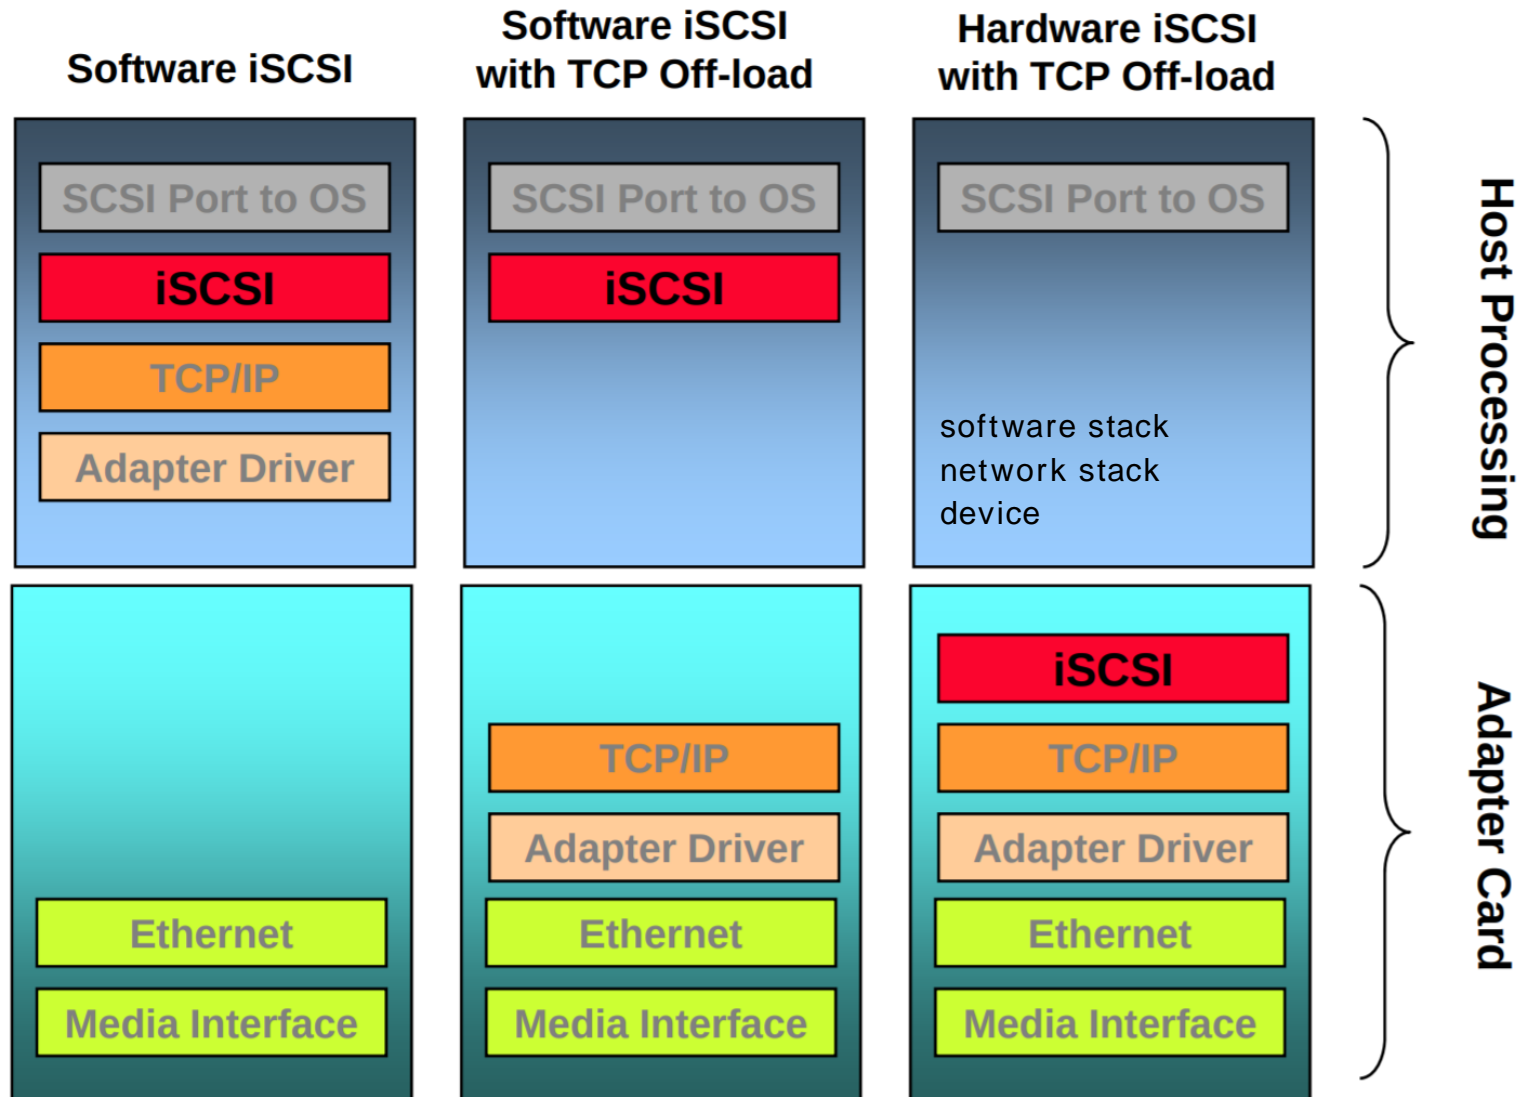 Software iSCSI
Software iSCSI
with TCP Off-load
Hardware iSCSI
with TCP Off-load
SCSI Port to OS
iSCSI
TCP/IP
Adapter Driver
SCSI Port to OS
iSCSI
SCSI Port to OS
software stack
network stack
device
Host Processing
Ethernet
Media Interface
TCP/IP
Adapter Driver
Ethernet
Media Interface
iSCSI
TCP/IP
Adapter Driver
Ethernet
Media Interface
Adapter Card